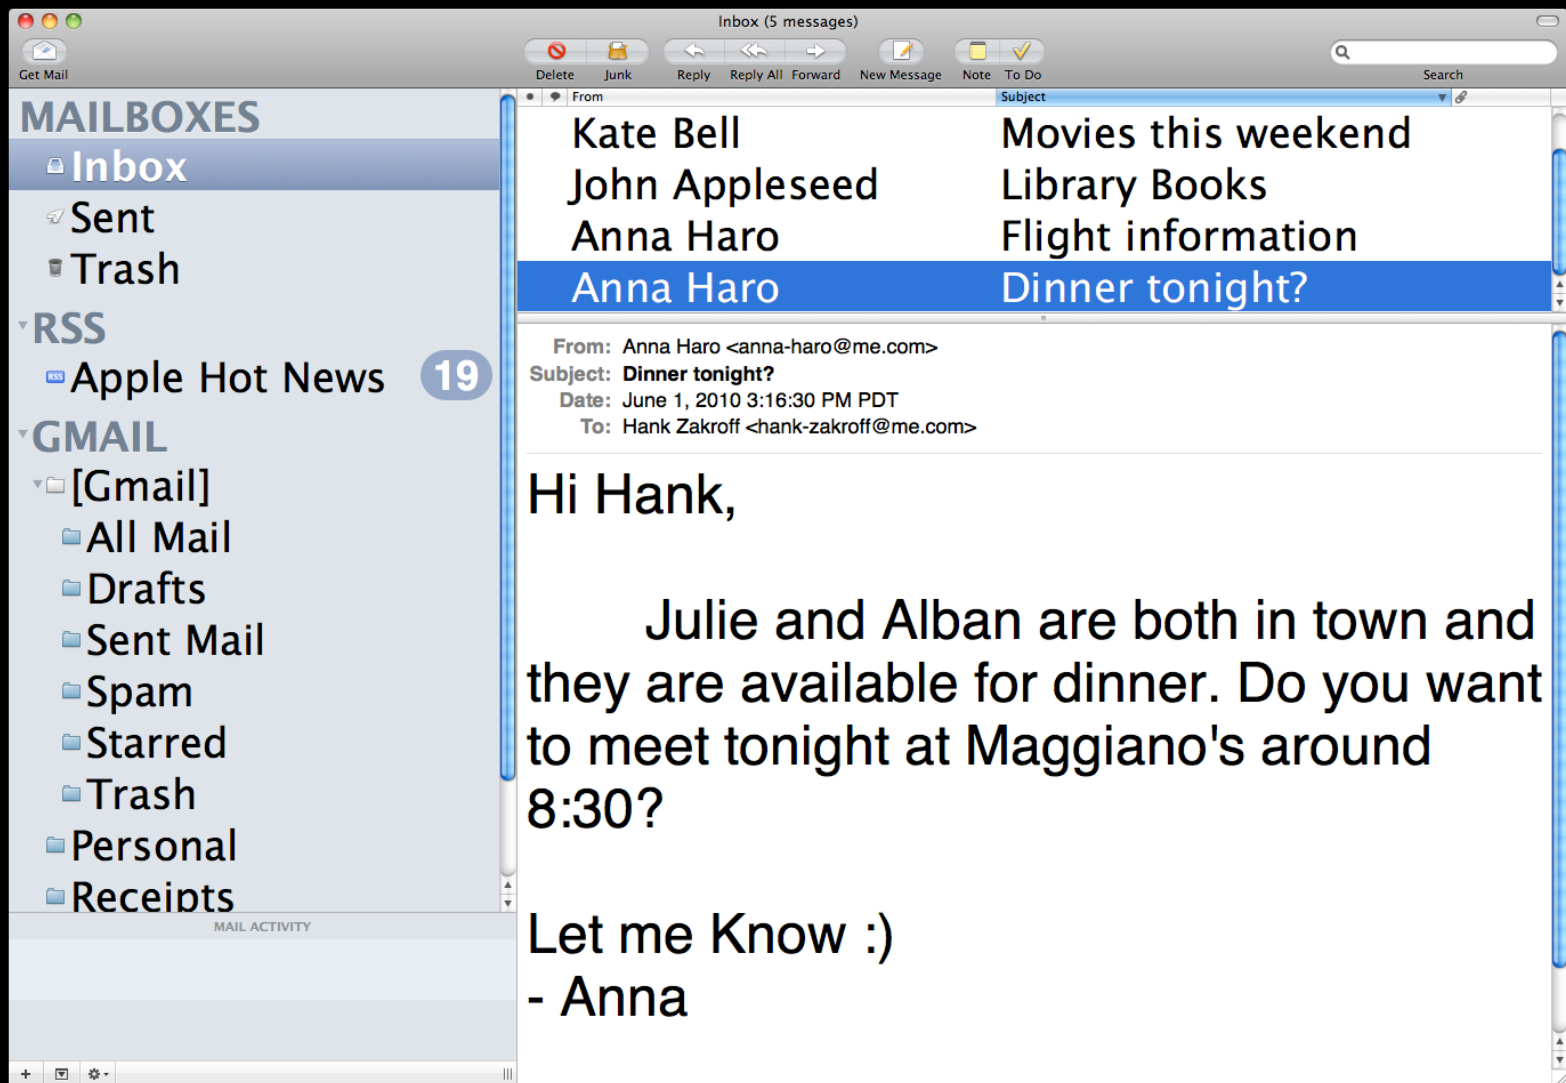 Inbox (5 messages)
Get Mail
Delete Junk Reply Reply All Forward New Message Note To Do Search
MAILBOXES
Inbox
Sent
Trash
RSS
RSS Apple Hot News 19
GMAIL
[Gmail]
All Mail
Drafts
Sent Mail
Spam
Starred
Trash
Personal
Receipts
MAIL ACTIVITY
From Subject
Kate Bell Movies this weekend
John Appleseed Library Books
Anna Haro Flight information
Anna Haro Dinner tonight?
From: Anna Haro <anna-haro@me.com>
Subject: Dinner tonight?
Date: June 1, 2010 3:16:30 PM PDT
To: Hank Zakroff <hank-zakroff@me.com>
Hi Hank,
Julie and Alban are both in town and
they are available for dinner. Do you want
to meet tonight at Maggiano's around
8:30?
Let me Know :)
- Anna